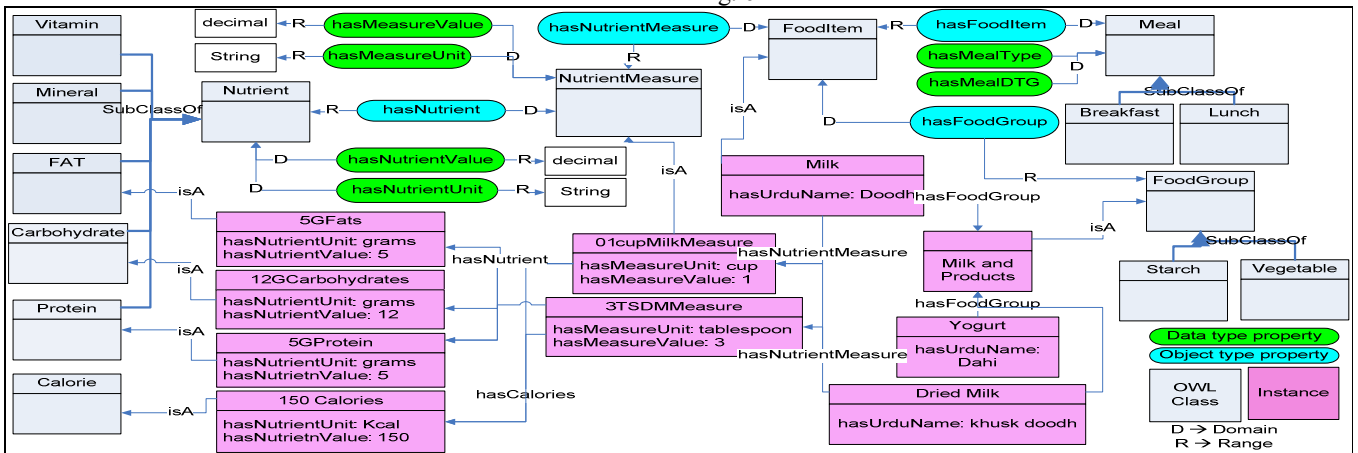 Vitamin
Mineral
SubClassOf
FAT
Carbohydrate
Protein
Calorie
isA
isA
isA
isA
decimal
R
hasMeasureValue
String
R
hasMeasureUnit
D
Nutrient
R
hasNutrient
D
D
hasNutrientValue
R
decimal
D
hasNutrientUnit
R
String
hasNutrientMeasure
D
R
NutrientMeasure
isA
FoodItem
R
hasFoodItem
D
Meal
hasMealType
D
hasMealDTG
isA
SubClassOf
Breakfast
Lunch
D
hasFoodGroup
R
FoodGroup
SubClassOf
Starch
Vegetable
5GFats
hasNutrientUnit: grams
hasNutrientValue: 5
12GCarbohydrates
hasNutrientUnit: grams
hasNutrientValue: 12
5GProtein
hasNutrientUnit: grams
hasNutrietnValue: 5
150 Calories
hasNutrientUnit: Kcal
hasNutrietnValue: 150
hasNutrient
hasCalories
01cupMilkMeasure
hasMeasureUnit: cup
hasMeasureValue: 1
3TSDMMeasure
hasMeasureUnit: tablespoon
hasMeasureValue: 3
hasNutrientMeasure
hasNutrientMeasure
Milk
hasUrduName: Doodh
hasFoodGroup
Milk and
Products
isA
hasFoodGroup
Yogurt
hasUrduName:
Dahi
Dried Milk
hasUrduName: khusk doodh
Data type property
Object type property
OWL
Class
Instance
D → Domain
R → Range